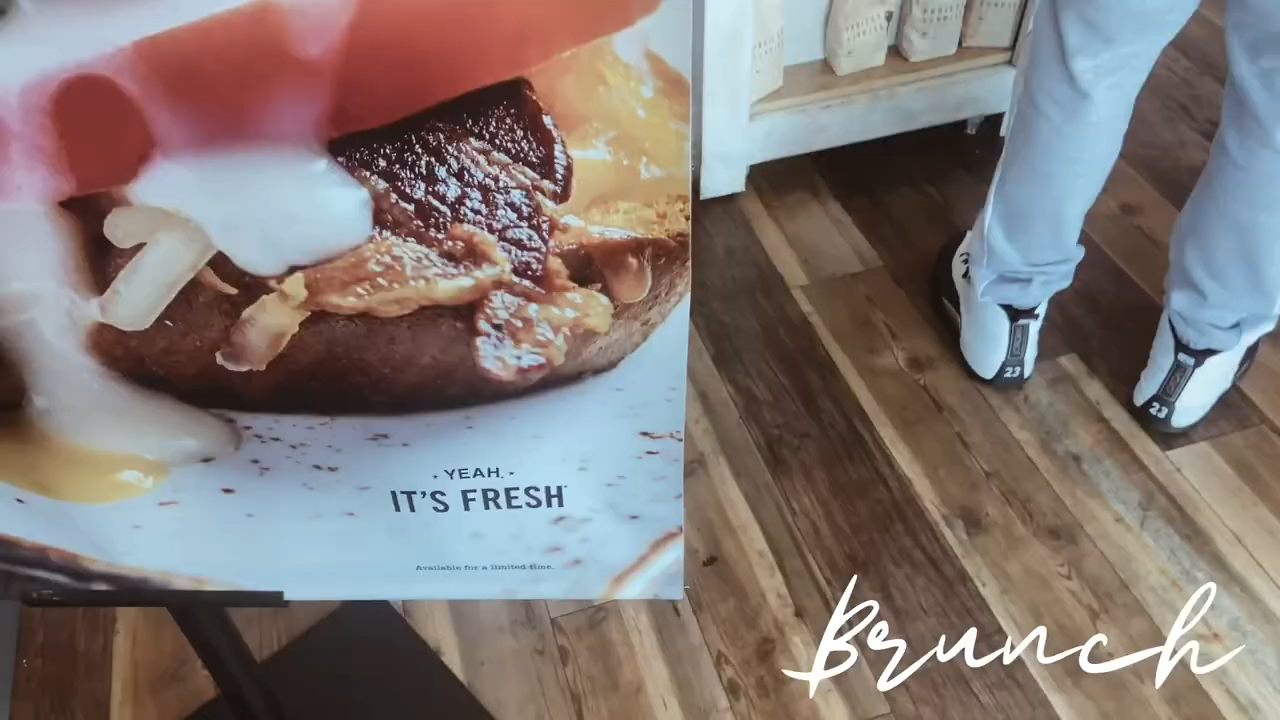 · YEAH, ·
IT'S FRESH
Available for a limited time.
23
23
Brunch